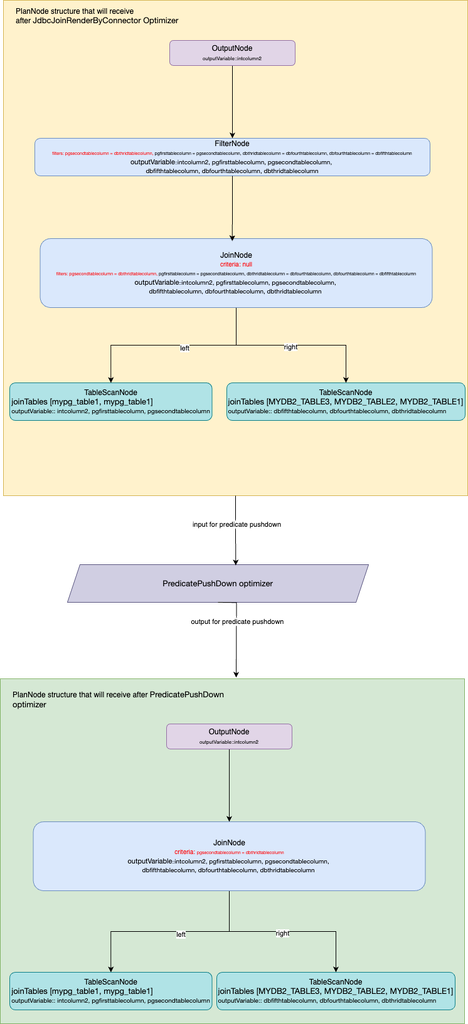 PlanNode structure that will receive
after JdbcJoinRenderByConnector Optimizer
OutputNode
outputVariable::intcolumn2
FilterNode
filters: pgsecondtablecolumn = dbthridtablecolumn, pgfirsttablecolumn = pgsecondtablecolumn, dbthridtablecolumn = dbfourthtablecolumn, dbfourthtablecolumn = dbfifthtablecolumn
outputVariable:intcolumn2, pgfirsttablecolumn, pgsecondtablecolumn,
dbfifthtablecolumn, dbfourthtablecolumn, dbthridtablecolumn
JoinNode
criteria: null
filters: pgsecondtablecolumn = dbthridtablecolumn, pgfirsttablecolumn = pgsecondtablecolumn, dbthridtablecolumn = dbfourthtablecolumn, dbfourthtablecolumn = dbfifthtablecolumn
outputVariable:intcolumn2, pgfirsttablecolumn, pgsecondtablecolumn,
dbfifthtablecolumn, dbfourthtablecolumn, dbthridtablecolumn
left
right
TableScanNode
joinTables [mypg_table1, mypg_table1]
outputVariable:: intcolumn2, pgfirsttablecolumn, pgsecondtablecolumn
TableScanNode
joinTables [MYDB2_TABLE3, MYDB2_TABLE2, MYDB2_TABLE1]
outputVariable:: dbfifthtablecolumn, dbfourthtablecolumn, dbthridtablecolumn
input for predicate pushdown
PredicatePushDown optimizer
output for predicate pushdown
PlanNode structure that will receive after PredicatePushDown
optimizer
OutputNode
outputVariable::intcolumn2
JoinNode
criteria: pgsecondtablecolumn = dbthridtablecolumn
outputVariable:intcolumn2, pgfirsttablecolumn, pgsecondtablecolumn,
dbfifthtablecolumn, dbfourthtablecolumn, dbthridtablecolumn
left
right
TableScanNode
joinTables [mypg_table1, mypg_table1]
outputVariable:: intcolumn2, pgfirsttablecolumn, pgsecondtablecolumn
TableScanNode
joinTables [MYDB2_TABLE3, MYDB2_TABLE2, MYDB2_TABLE1]
outputVariable:: dbfifthtablecolumn, dbfourthtablecolumn, dbthridtablecolumn